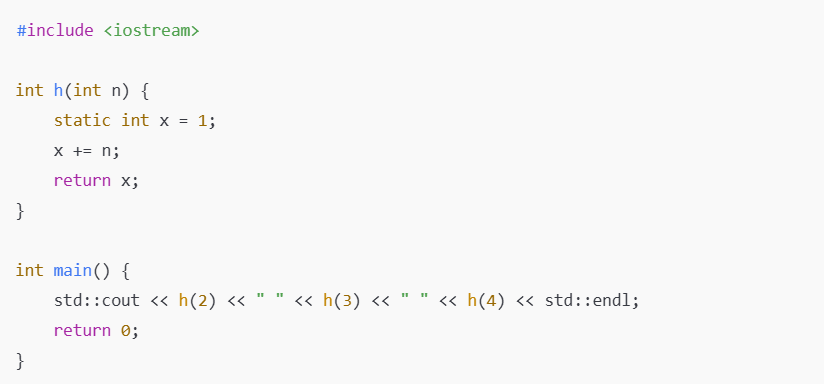 #include <iostream>

int h(int n) {
    static int x = 1;
    x += n;
    return x;
}

int main() {
    std::cout << h(2) << " " << h(3) << " " << h(4) << std::endl;
    return 0;
}